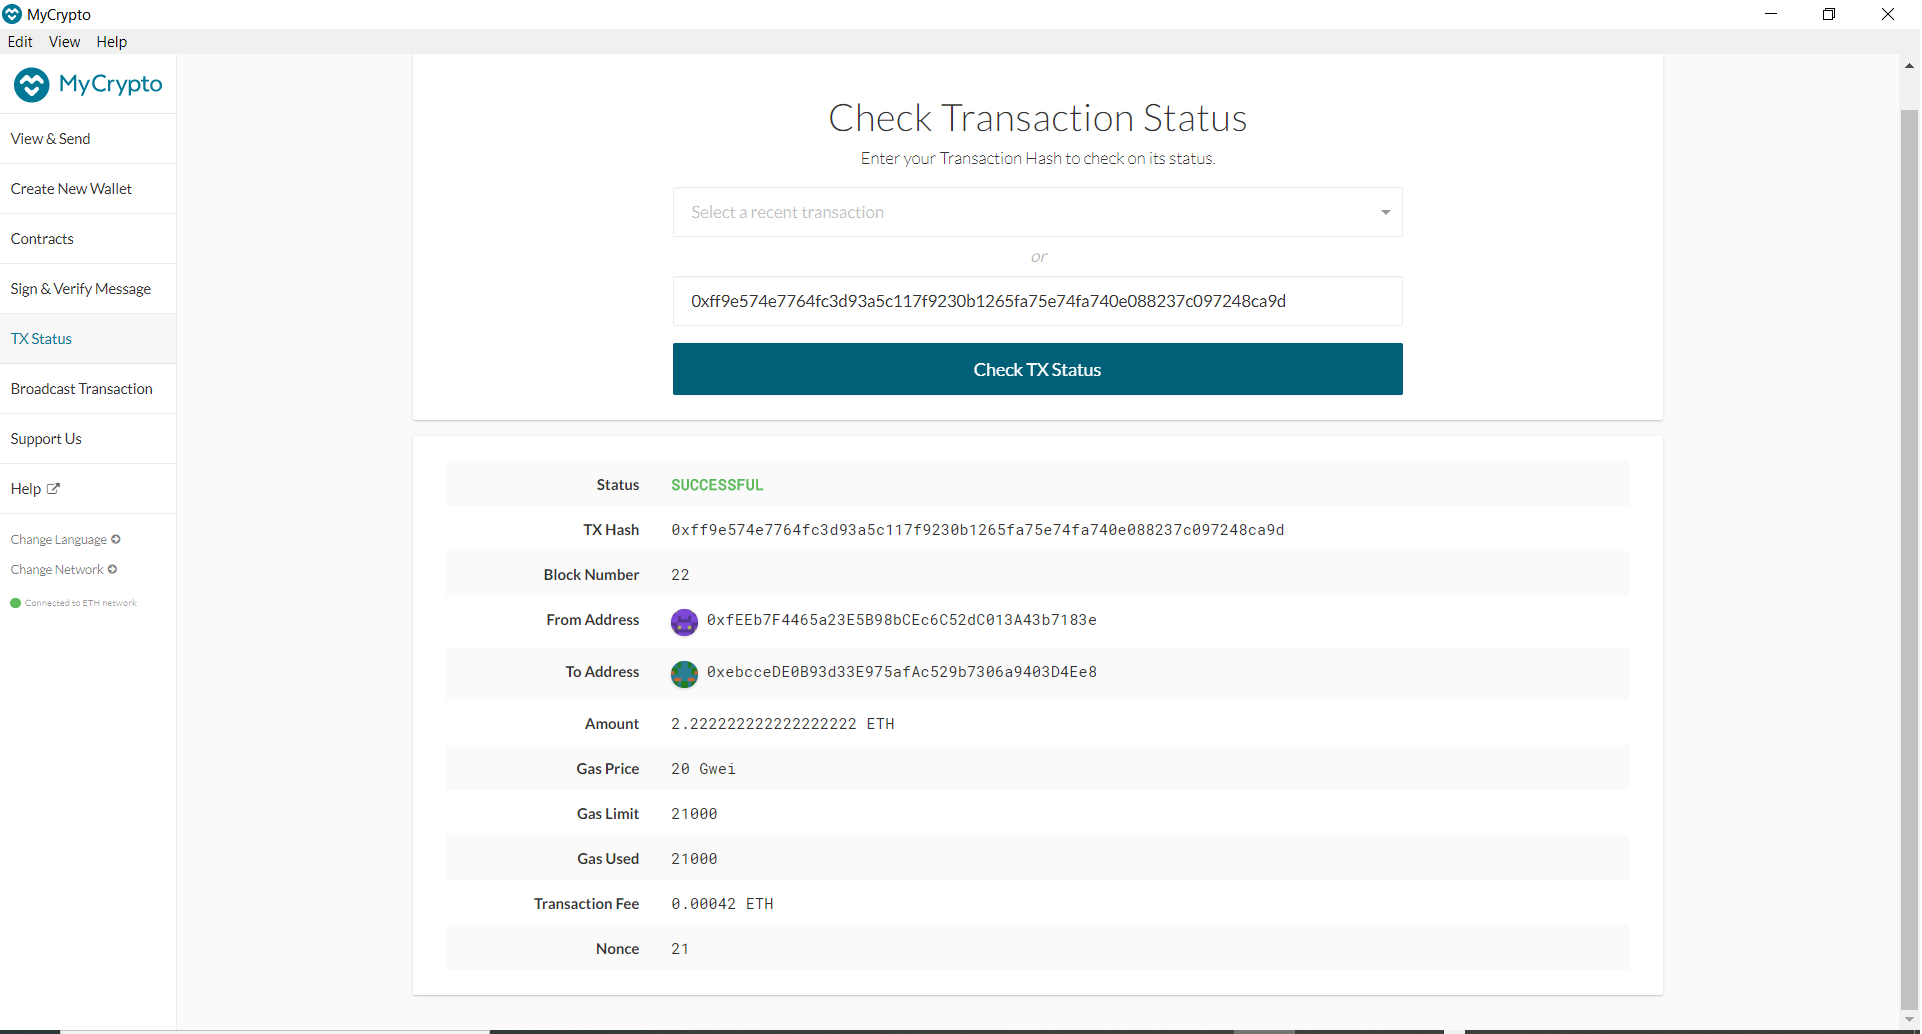 MyCrypto
Edit View Help
MyCrypto
View & Send
Create New Wallet
Contracts
Sign & Verify Message
TX Status
Broadcast Transaction
Support Us
Help
Change Language
Change Network
Connected to ETH network
Check Transaction Status
Enter your Transaction Hash to check on its status.
Select a recent transaction
or
0xff9e574e7764fc3d93a5c117f9230b1265fa75e74fa740e088237c097248ca9d
Check TX Status
Status SUCCESSFUL
TX Hash 0xff9e574e7764fc3d93a5c117f9230b1265fa75e74fa740e088237c097248ca9d
Block Number 22
From Address 0xfEEb7F4465a23E5B98bCEc6C52dC013A43b7183e
To Address 0xebcceDE0B93d33E975afAc529b7306a9403D4Ee8
Amount 2.222222222222222222 ETH
Gas Price 20 Gwei
Gas Limit 21000
Gas Used 21000
Transaction Fee 0.00042 ETH
Nonce 21